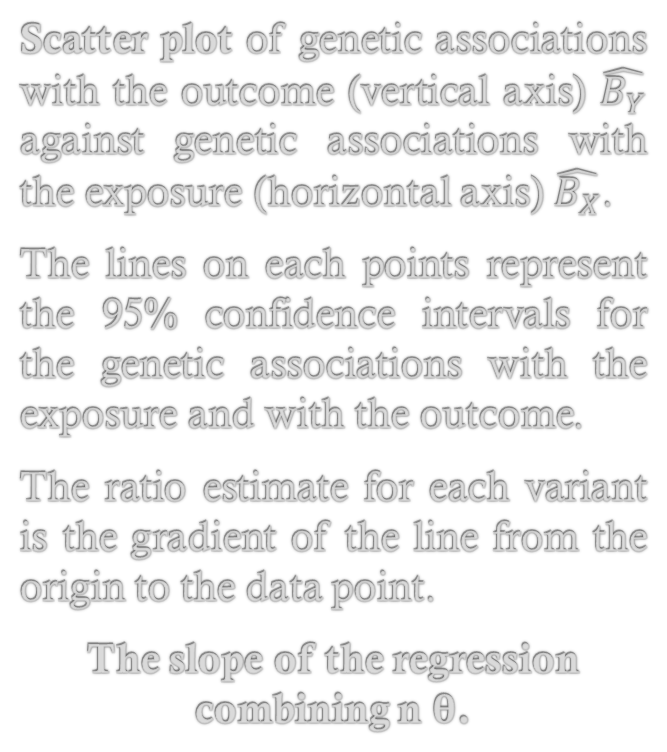 Scatter plot of genetic associations
with the outcome (vertical axis) $\widehat{B_Y}$
against genetic associations with
the exposure (horizontal axis) $\widehat{B_X}$.
The lines on each points represent
the 95% confidence intervals for
the genetic associations with the
exposure and with the outcome.
The ratio estimate for each variant
is the gradient of the line from the
origin to the data point.
The slope of the regression
combining n θ.